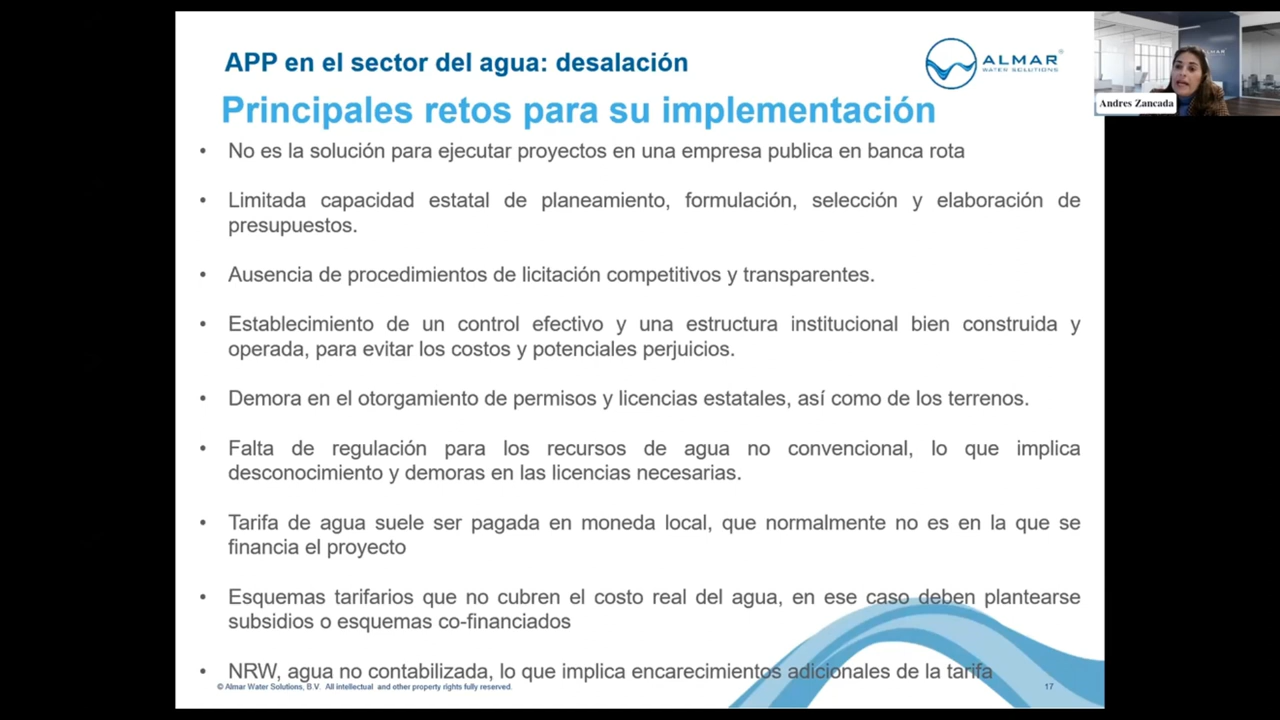 APP en el sector del agua: desalación
ALMAR
WATER SOLUTIONS
Principales retos para su implementación
Andres Zancada
• No es la solución para ejecutar proyectos en una empresa publica en banca rota
• Limitada capacidad estatal de planeamiento, formulación, selección y elaboración de
presupuestos.
• Ausencia de procedimientos de licitación competitivos y transparentes.
• Establecimiento de un control efectivo y una estructura institucional bien construida y
operada, para evitar los costos y potenciales perjuicios.
• Demora en el otorgamiento de permisos y licencias estatales, así como de los terrenos.
• Falta de regulación para los recursos de agua no convencional, lo que implica
desconocimiento y demoras en las licencias necesarias.
• Tarifa de agua suele ser pagada en moneda local, que normalmente no es en la que se
financia el proyecto
• Esquemas tarifarios que no cubren el costo real del agua, en ese caso deben plantearse
subsidios o esquemas co-financiados
• NRW, agua no contabilizada, lo que implica encarecimientos adicionales de la tarifa
© Almar Water Solutions, B.V. All intellectual and other property rights fully reserved.
17